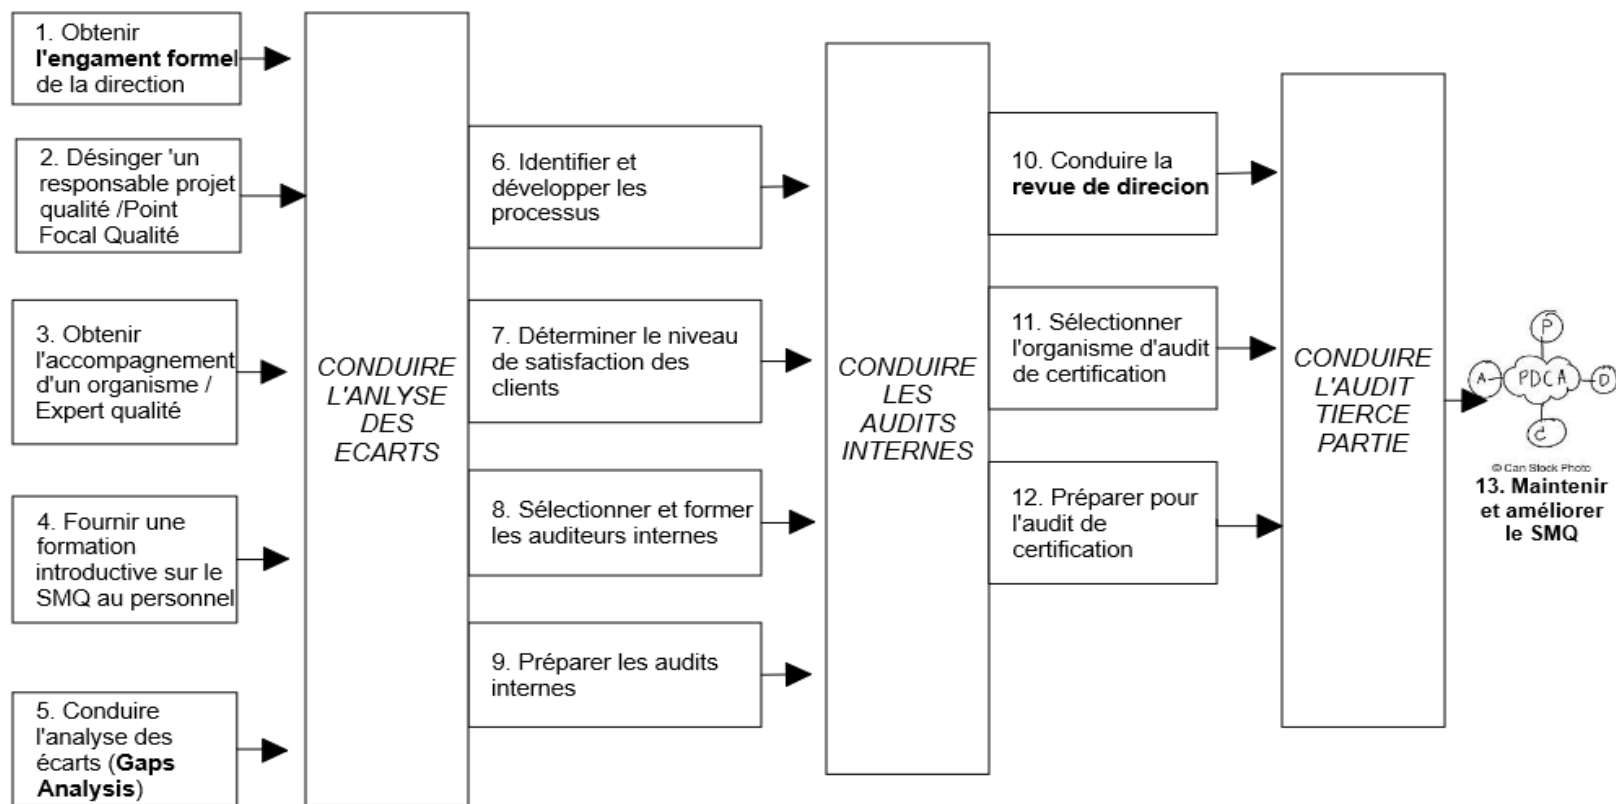 1. Obtenir
l'engament formel
de la direction
2. Désinger 'un
responsable projet
qualité /Point
Focal Qualité
3. Obtenir
l'accompagnement
d'un organisme /
Expert qualité
4. Fournir une
formation
introductive sur le
SMQ au personnel
5. Conduire
l'analyse des
écarts (Gaps
Analysis)
CONDUIRE
L'ANLYSE
DES
ECARTS
6. Identifier et
développer les
processus
7. Déterminer le niveau
de satisfaction des
clients
8. Sélectionner et former
les auditeurs internes
9. Préparer les audits
internes
CONDUIRE
LES
AUDITS
INTERNES
10. Conduire la
revue de direcion
11. Sélectionner
l'organisme d'audit
de certification
12. Préparer pour
l'audit de
certification
CONDUIRE
L'AUDIT
TIERCE
PARTIE
P
A
PDCA
D
C
© Can Stock Photo
13. Maintenir
et améliorer
le SMQ